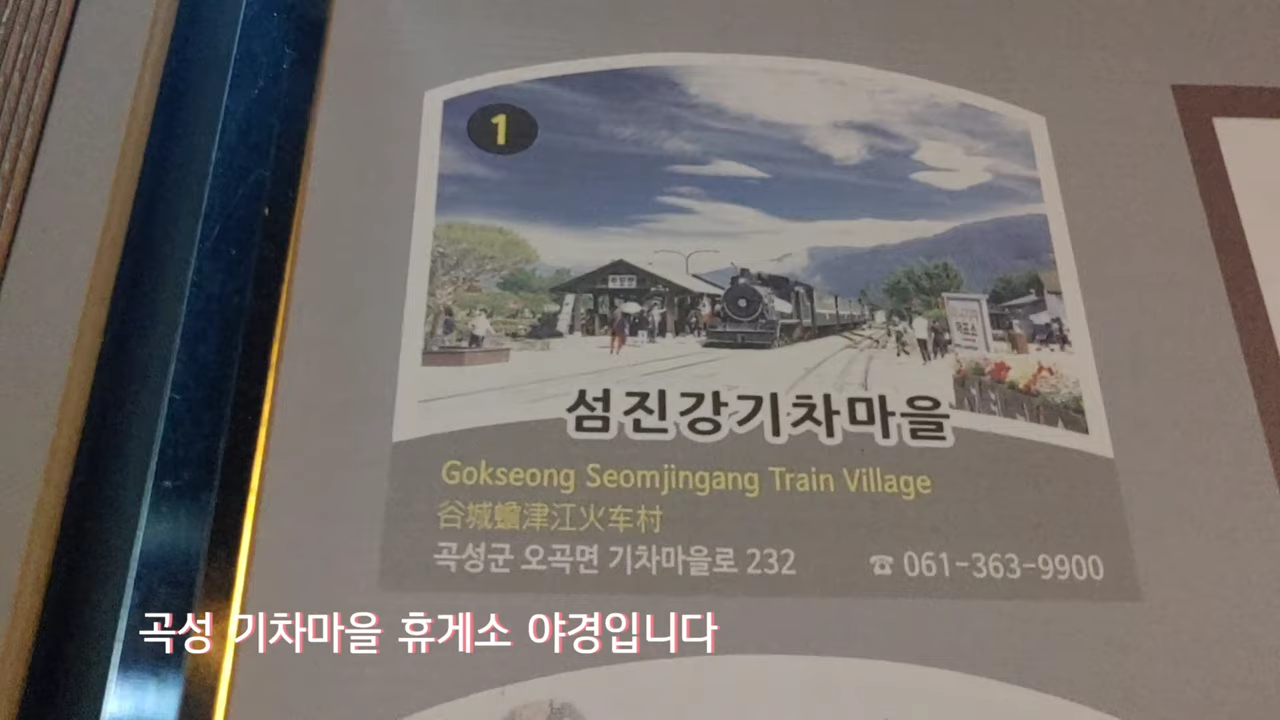 1
섬진강기차마을
Gokseong Seomjingang Train Village
谷城蟾津江火车村
곡성군 오곡면 기차마을로 232 ☎ 061-363-9900
곡성 기차마을 휴게소 야경입니다